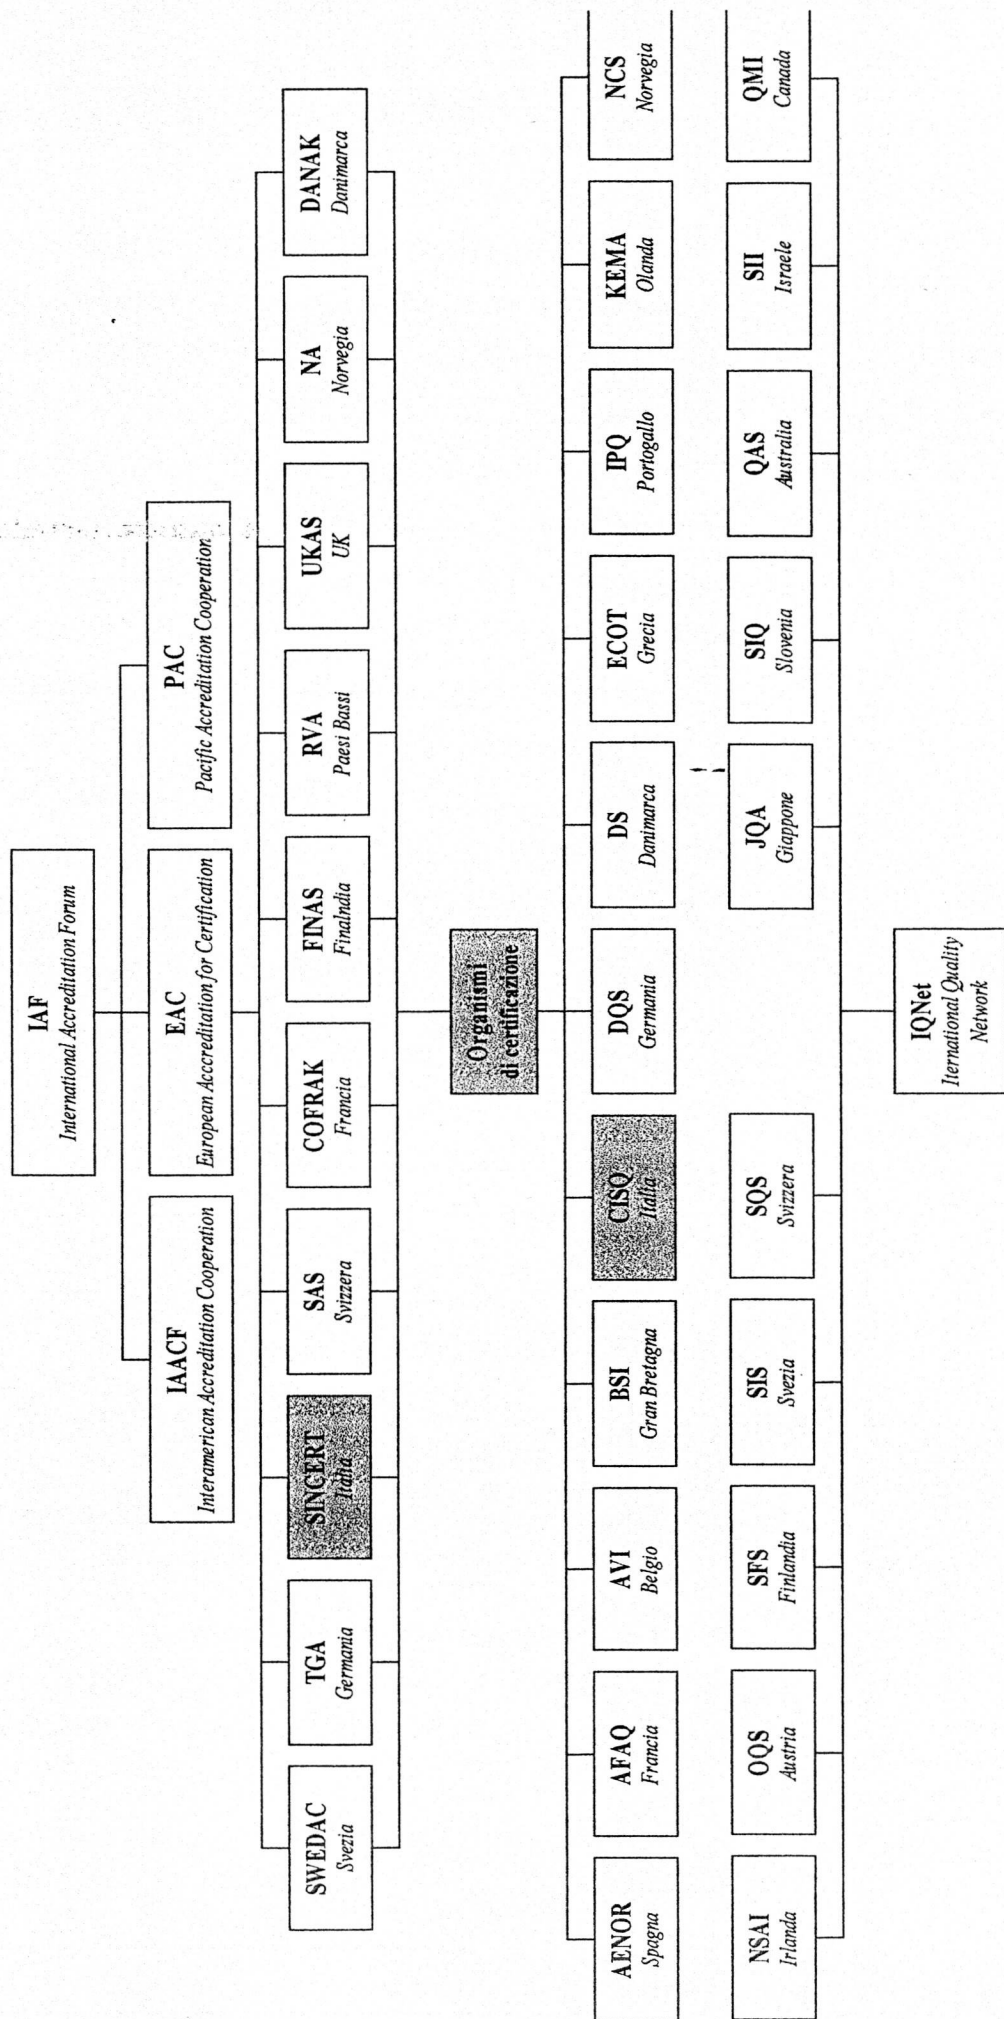 IAF
International Accreditation Forum
IAACF
Interamerican Accreditation Cooperation
EAC
European Accreditation for Certification
PAC
Pacific Accreditation Cooperation
SWEDAC
Svezia
TGA
Germania
SINCERT
Italia
SAS
Svizzera
COFRAK
Francia
FINAS
Finalndia
RVA
Paesi Bassi
UKAS
UK
NA
Norvegia
DANAK
Danimarca
Organismi
di certificazione
AENOR
Spagna
AFAQ
Francia
AVI
Belgio
BSI
Gran Bretagna
CISQ
Italia
DQS
Germania
DS
Danimarca
ECOT
Grecia
IPQ
Portogallo
KEMA
Olanda
NCS
Norvegia
NSAI
Irlanda
OQS
Austria
SFS
Finlandia
SIS
Svezia
SQS
Svizzera
JQA
Giappone
SIQ
Slovenia
QAS
Australia
SII
Israele
QMI
Canada
IQNet
Iternational Quality
Network